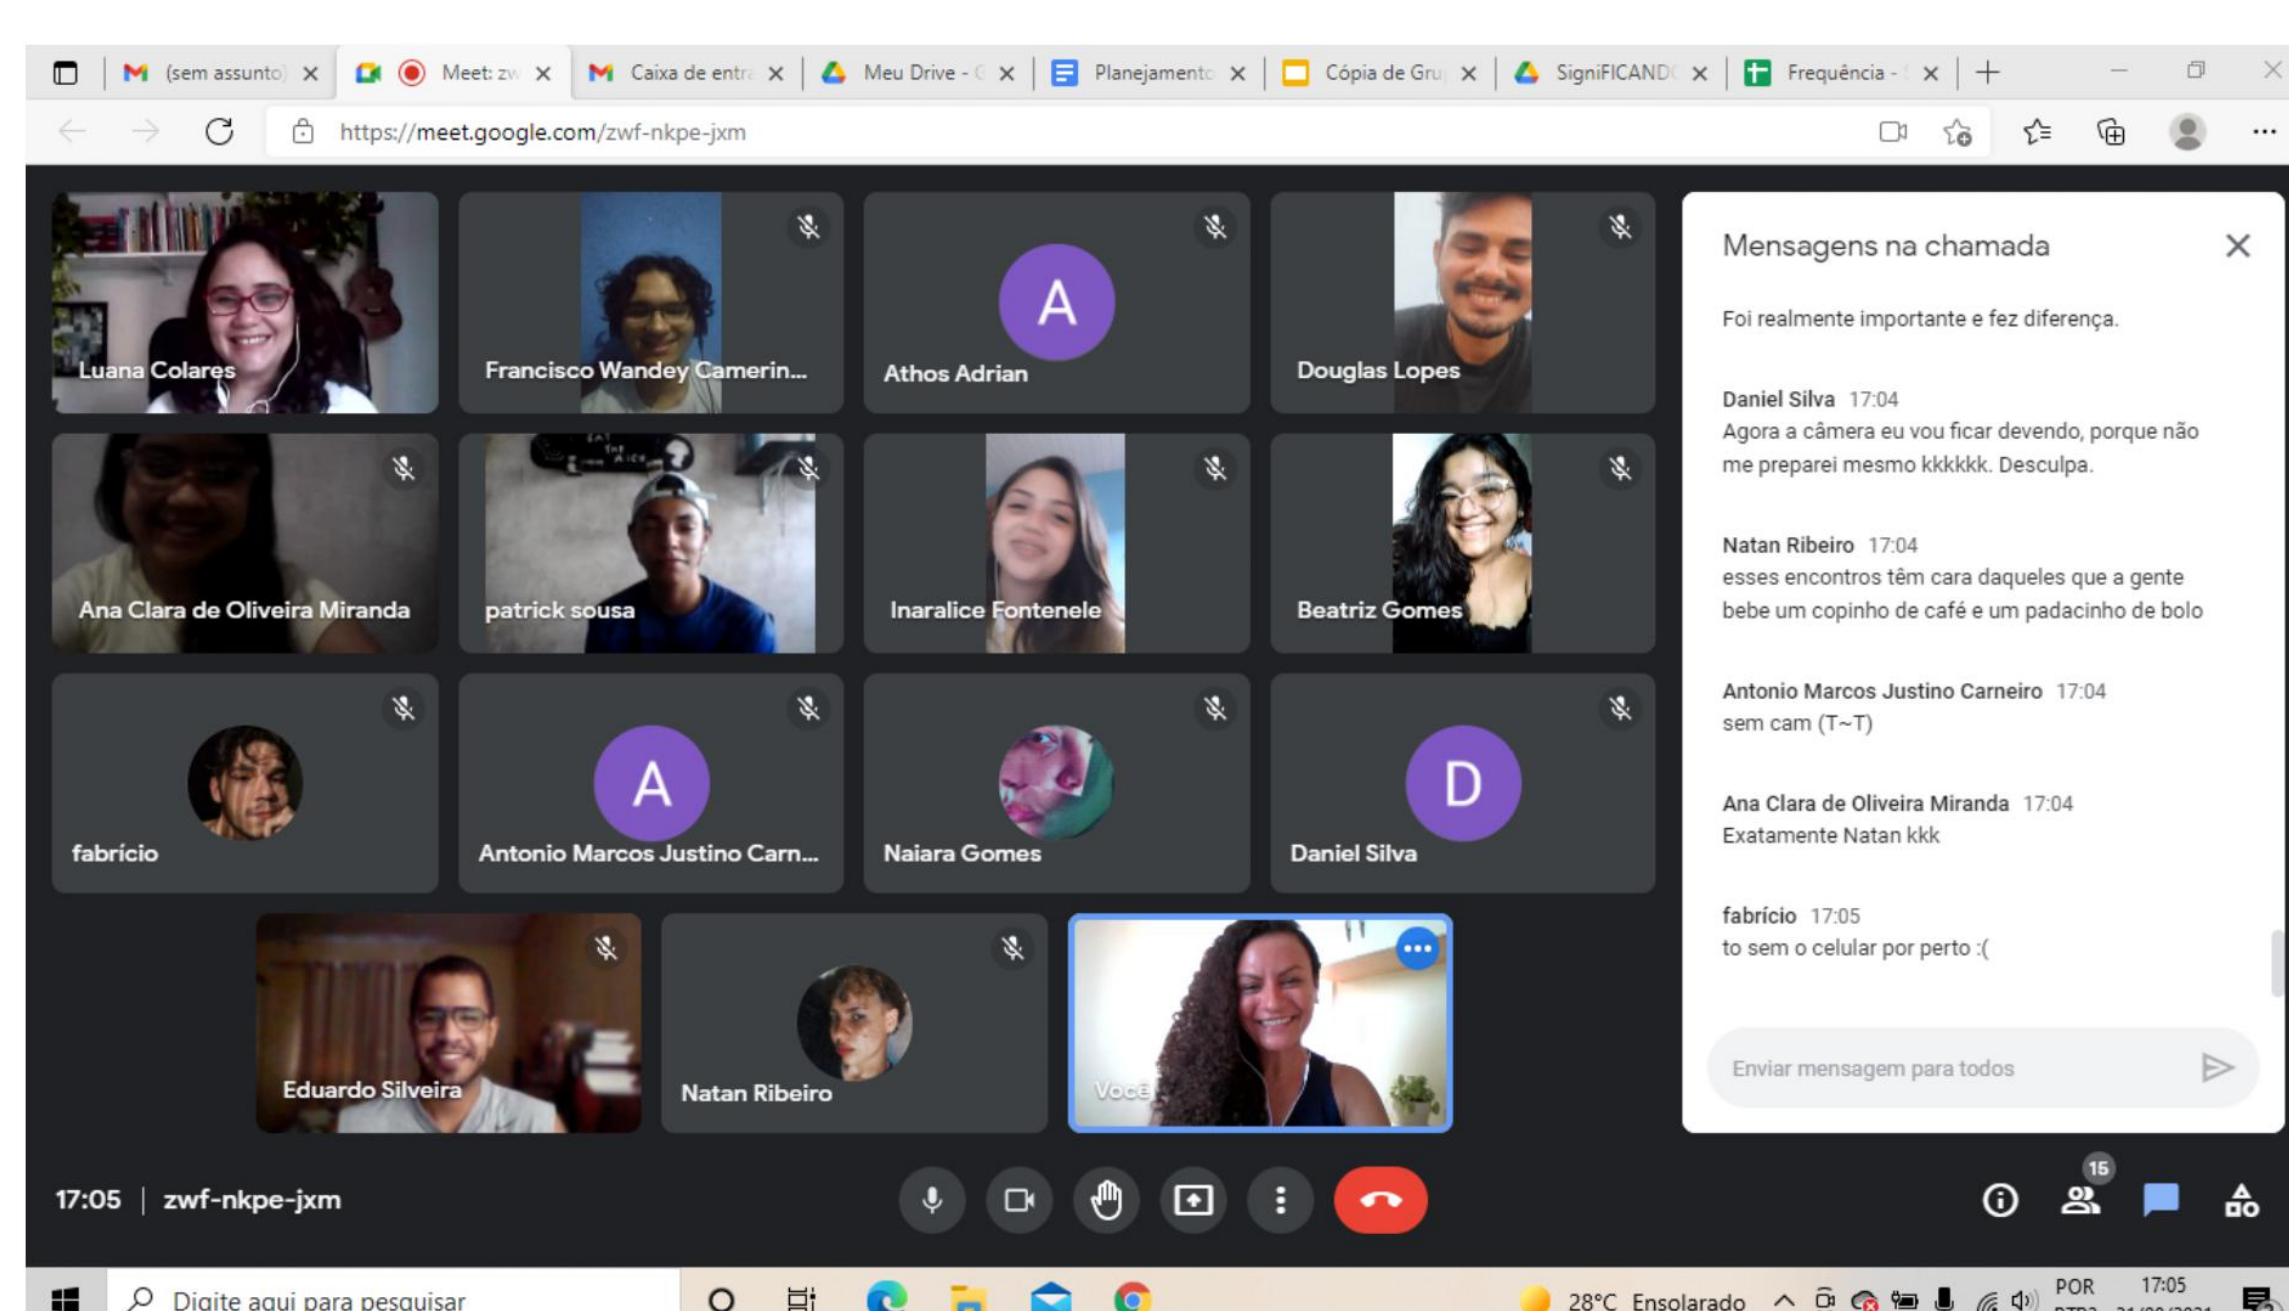 (sem assunto)
Meet: zw
Caixa de entr
Meu Drive - G
Planejamento
Cópia de Gru
SigniFICAND
Frequência -
https://meet.google.com/zwf-nkpe-jxm
Luana Colares
Francisco Wandey Camerin...
A
Athos Adrian
Douglas Lopes
Ana Clara de Oliveira Miranda
patrick sousa
Inaralice Fontenele
Beatriz Gomes
fabrício
A
Antonio Marcos Justino Carn...
Naiara Gomes
D
Daniel Silva
Eduardo Silveira
Natan Ribeiro
Você
Mensagens na chamada
Foi realmente importante e fez diferença.
Daniel Silva 17:04
Agora a câmera eu vou ficar devendo, porque não
me preparei mesmo kkkkkk. Desculpa.
Natan Ribeiro 17:04
esses encontros têm cara daqueles que a gente
bebe um copinho de café e um padacinho de bolo
Antonio Marcos Justino Carneiro 17:04
sem cam (T~T)
Ana Clara de Oliveira Miranda 17:04
Exatamente Natan kkk
fabrício 17:05
to sem o celular por perto :(
Enviar mensagem para todos
17:05 | zwf-nkpe-jxm
15
Digite aqui para pesquisar
28°C Ensolarado
POR
17:05